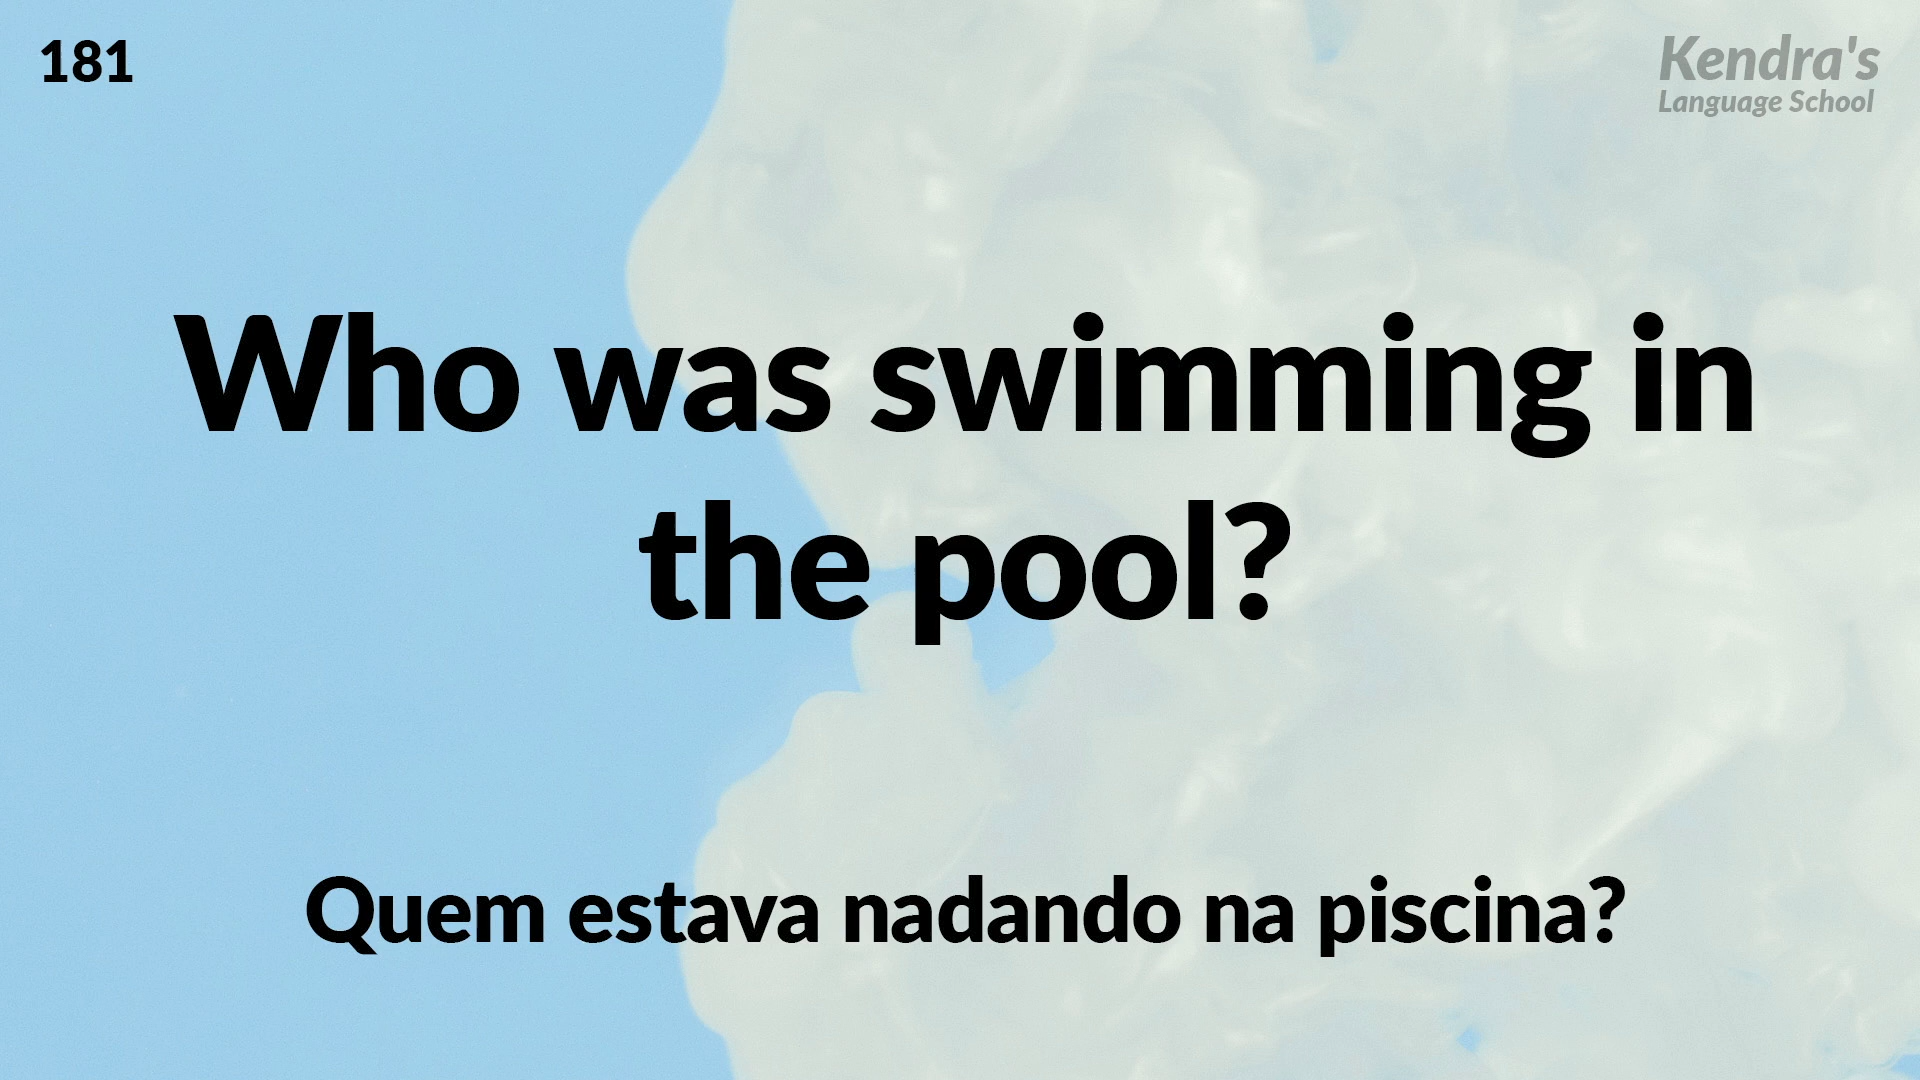 181
Kendra's
Language School
Who was swimming in
the pool?
Quem estava nadando na piscina?